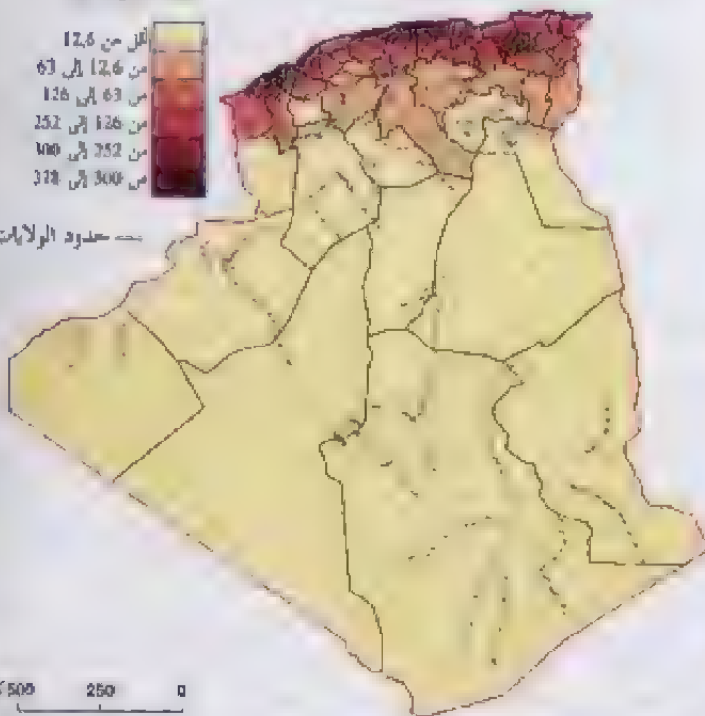 أقل من 12,6
من 12,6 إلى 63
من 63 إلى 126
من 126 إلى 252
من 252 إلى 300
من 300 إلى 378
حدود الولايات
500 250 0